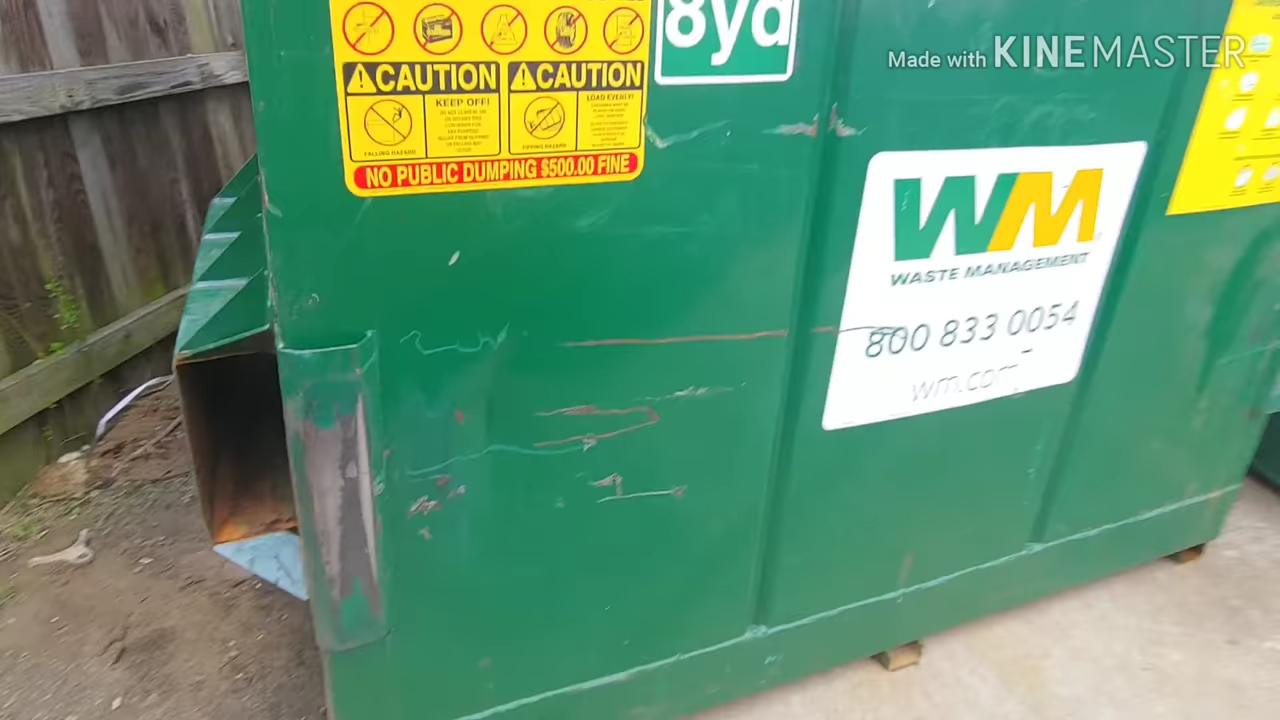 8yd
Made with KINEMASTER
CAUTION
CAUTION
KEEP OFF!
LOAD EVENLY!
FALLING HAZARD
TIPPING HAZARD
NO PUBLIC DUMPING $500.00 FINE
WM
WASTE MANAGEMENT
800 833 0054
wm.com